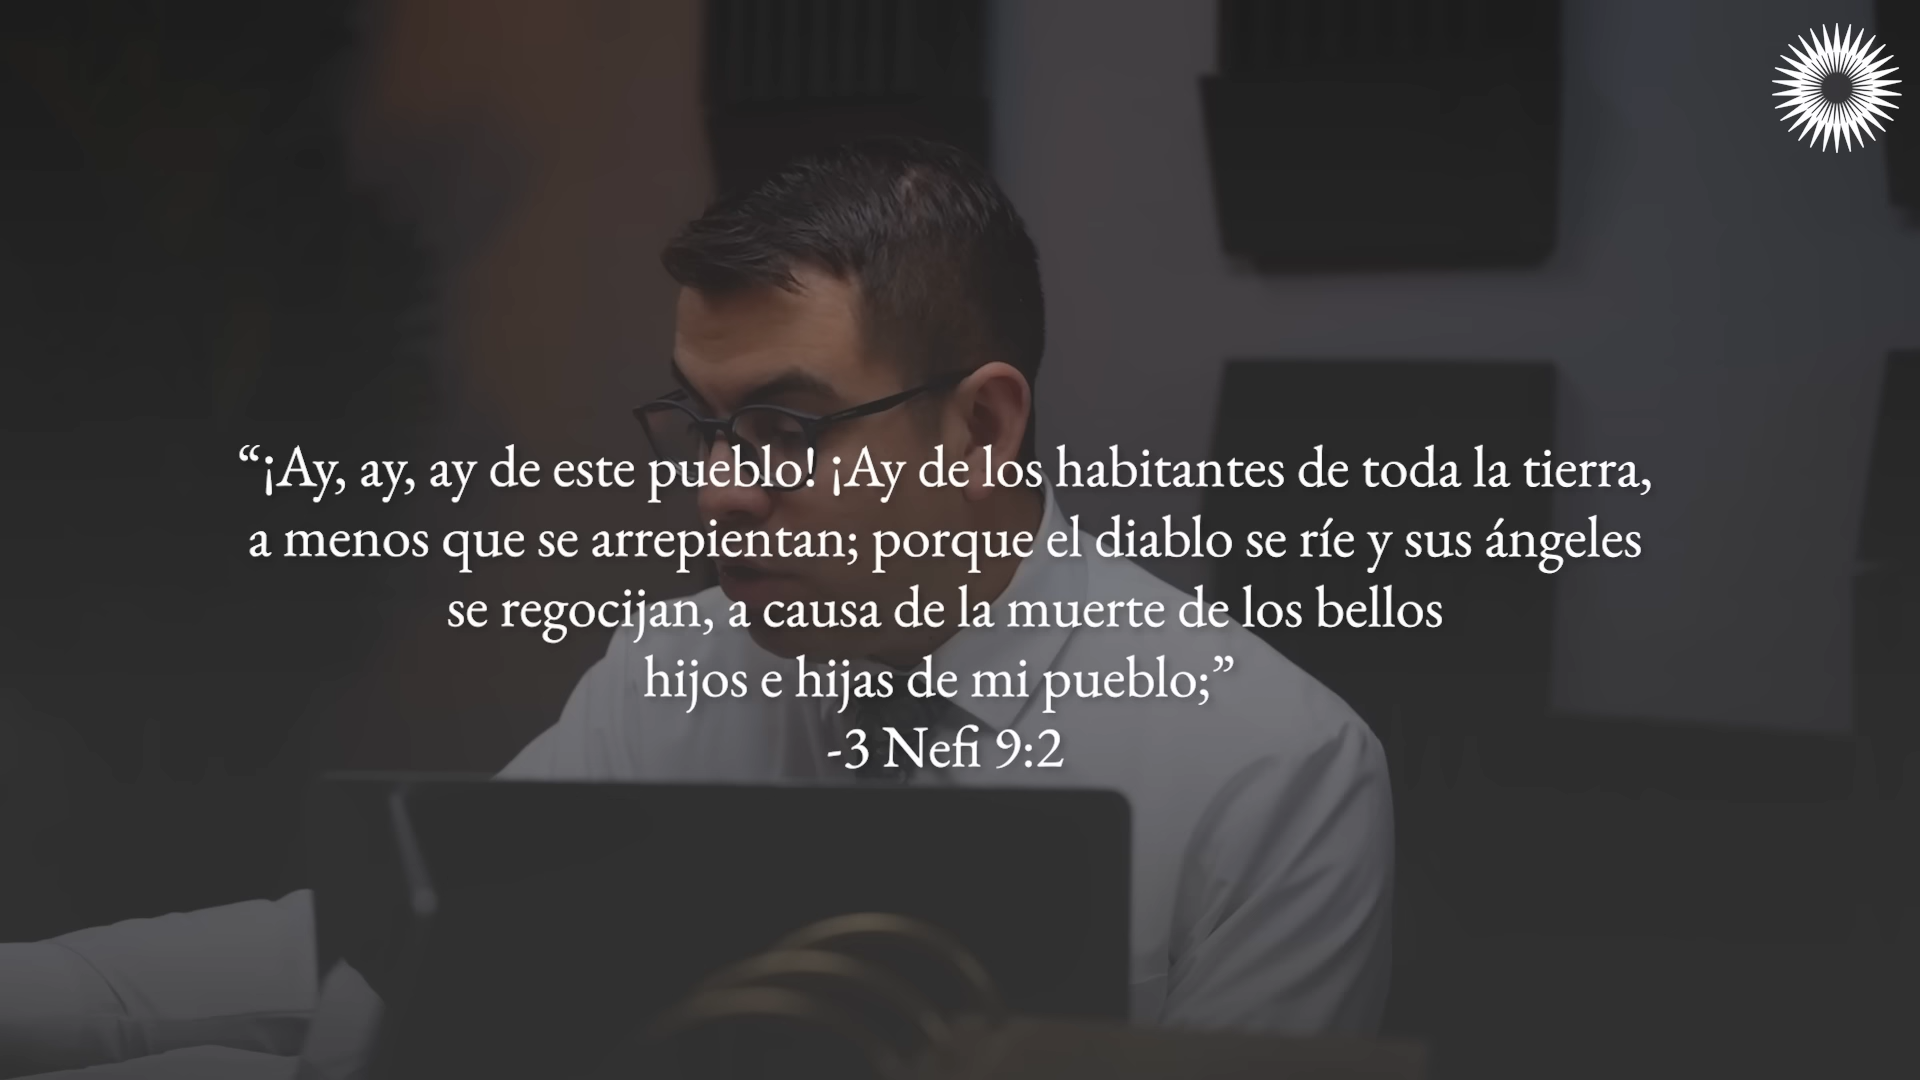 “¡Ay, ay, ay de este pueblo! ¡Ay de los habitantes de toda la tierra,
a menos que se arrepientan; porque el diablo se ríe y sus ángeles
se regocijan, a causa de la muerte de los bellos
hijos e hijas de mi pueblo;”
-3 Nefi 9:2